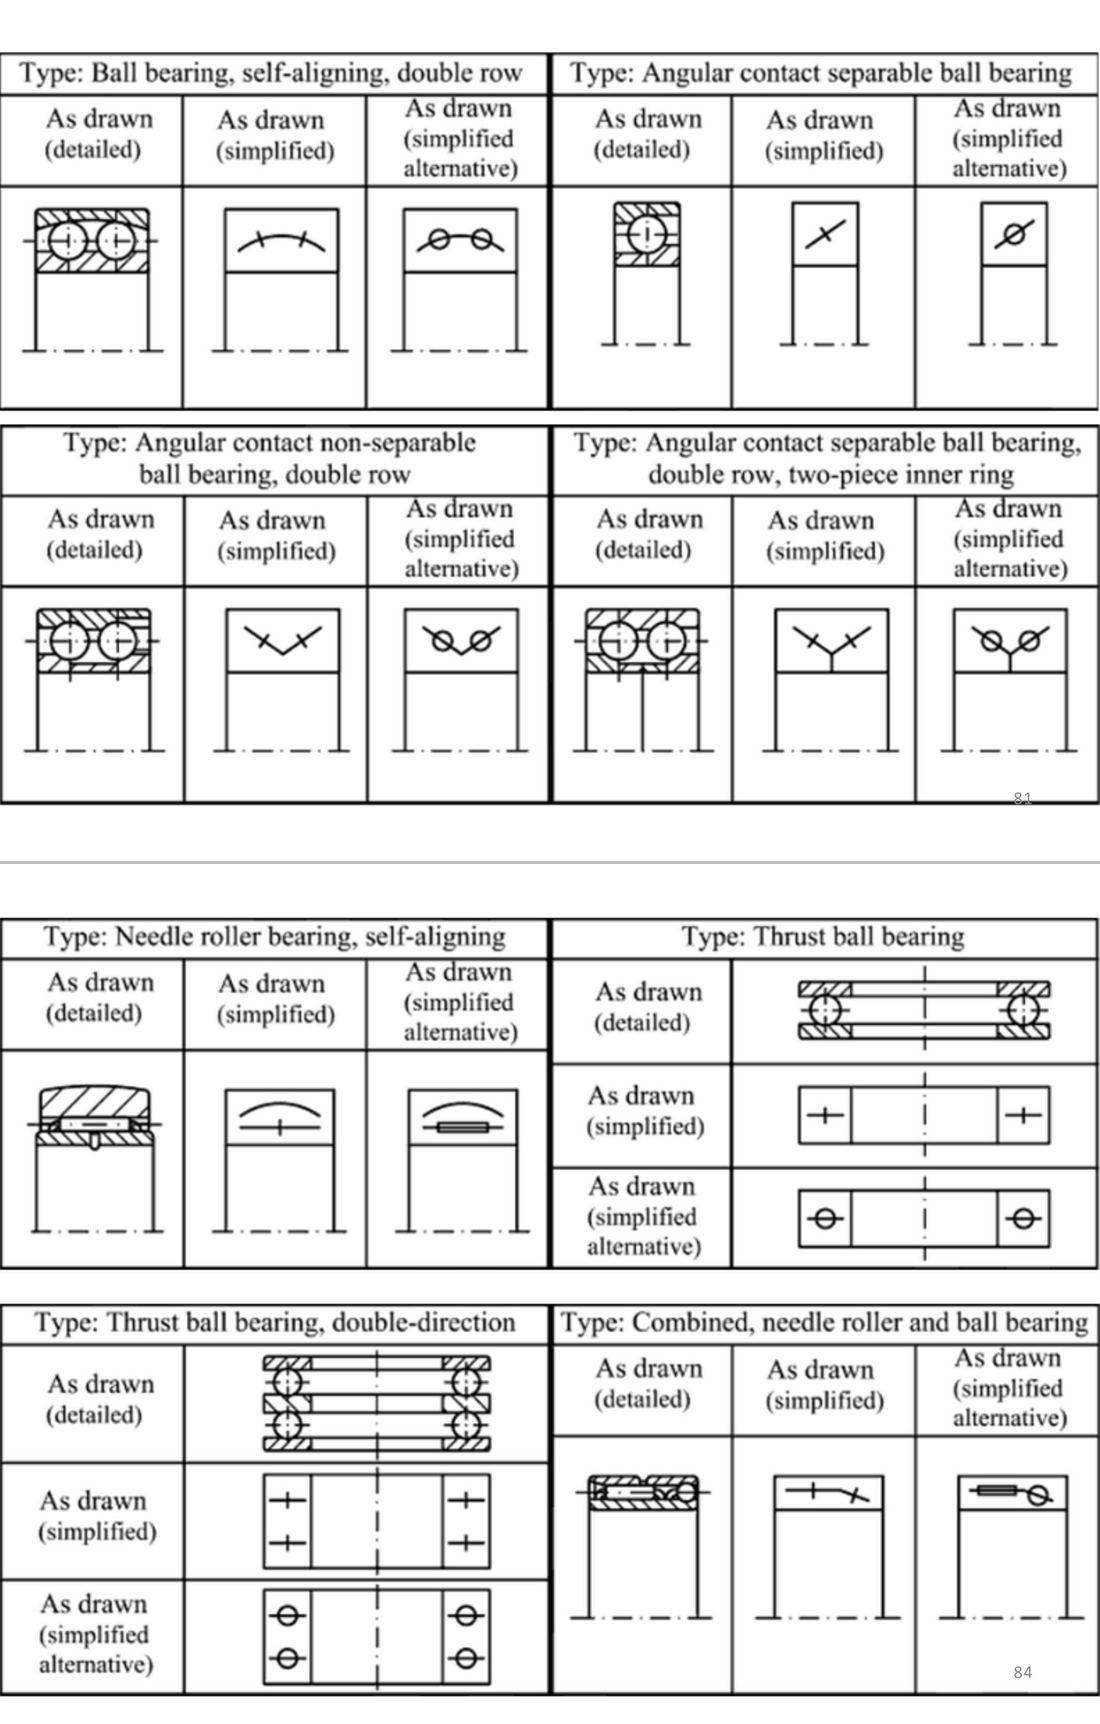 Type: Ball bearing, self-aligning, double row
Type: Angular contact separable ball bearing
As drawn
(detailed)
As drawn
(simplified)
As drawn
(simplified
alternative)
As drawn
(detailed)
As drawn
(simplified)
As drawn
(simplified
alternative)
Type: Angular contact non-separable
ball bearing, double row
Type: Angular contact separable ball bearing,
double row, two-piece inner ring
As drawn
(detailed)
As drawn
(simplified)
As drawn
(simplified
alternative)
As drawn
(detailed)
As drawn
(simplified)
As drawn
(simplified
alternative)
81
Type: Needle roller bearing, self-aligning
Type: Thrust ball bearing
As drawn
(detailed)
As drawn
(simplified)
As drawn
(simplified
alternative)
As drawn
(detailed)
As drawn
(simplified)
As drawn
(simplified
alternative)
Type: Thrust ball bearing, double-direction
Type: Combined, needle roller and ball bearing
As drawn
(detailed)
As drawn
(simplified)
As drawn
(simplified
alternative)
As drawn
(detailed)
As drawn
(simplified)
As drawn
(simplified
alternative)
84